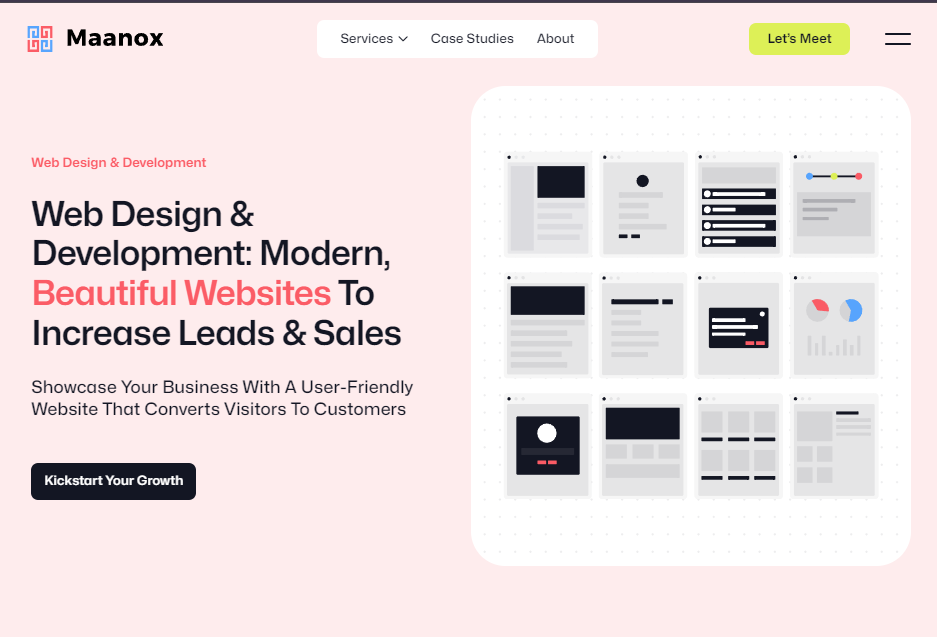 Maanox
Services
Case Studies
About
Let's Meet
Web Design & Development
Web Design &
Development: Modern,
Beautiful Websites To
Increase Leads & Sales
Showcase Your Business With A User-Friendly
Website That Converts Visitors To Customers
Kickstart Your Growth